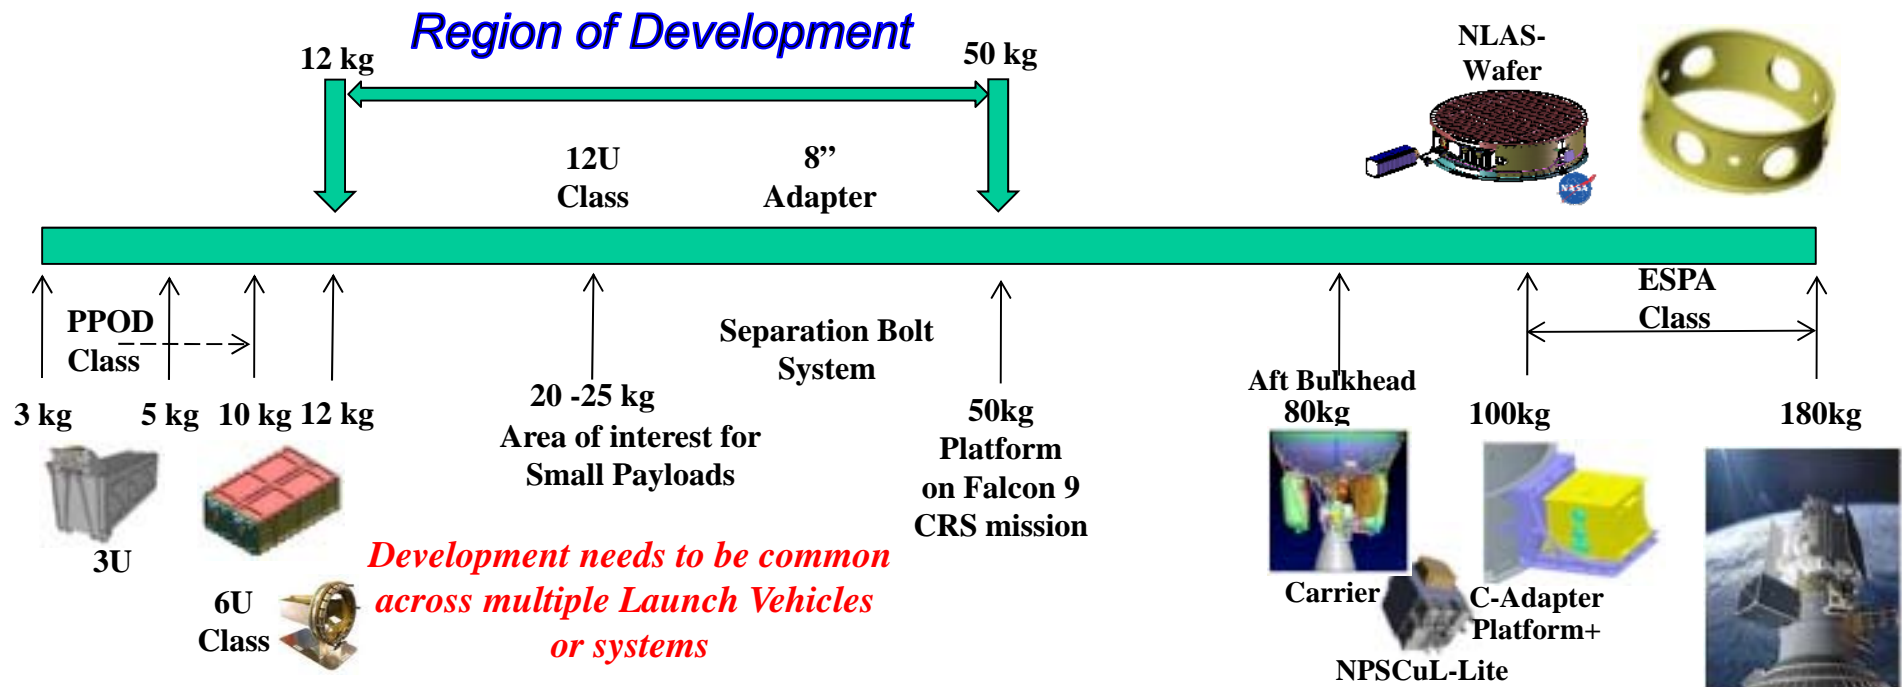 Region of Development
12 kg
50 kg
NLAS-
Wafer
12U
Class
8”
Adapter
NASA
ESPA
Class
PPOD
Class
Separation Bolt
System
3 kg
5 kg
10 kg
12 kg
20 -25 kg
Area of interest for
Small Payloads
50kg
Platform
on Falcon 9
CRS mission
Aft Bulkhead
80kg
100kg
180kg
3U
6U
Class
Development needs to be common
across multiple Launch Vehicles
or systems
Carrier
C-Adapter
Platform+
NPSCuL-Lite